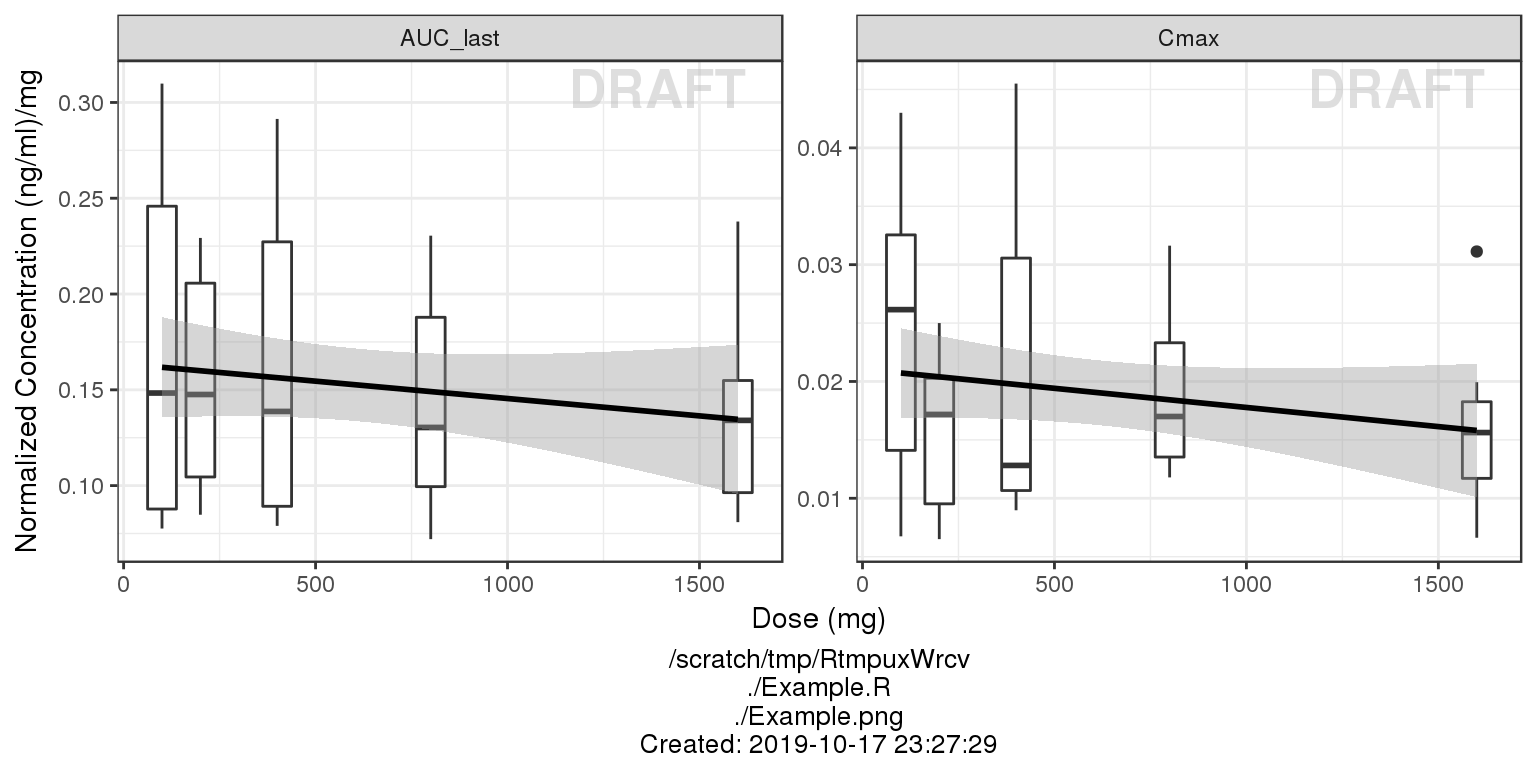 AUC_last
Cmax
DRAFT
DRAFT
Normalized Concentration (ng/ml)/mg
0.30
0.25
0.20
0.15
0.10
0.04
0.03
0.02
0.01
0 500 1000 1500
0 500 1000 1500
Dose (mg)
/scratch/tmp/RtmpuxWrcv
./Example.R
./Example.png
Created: 2019-10-17 23:27:29